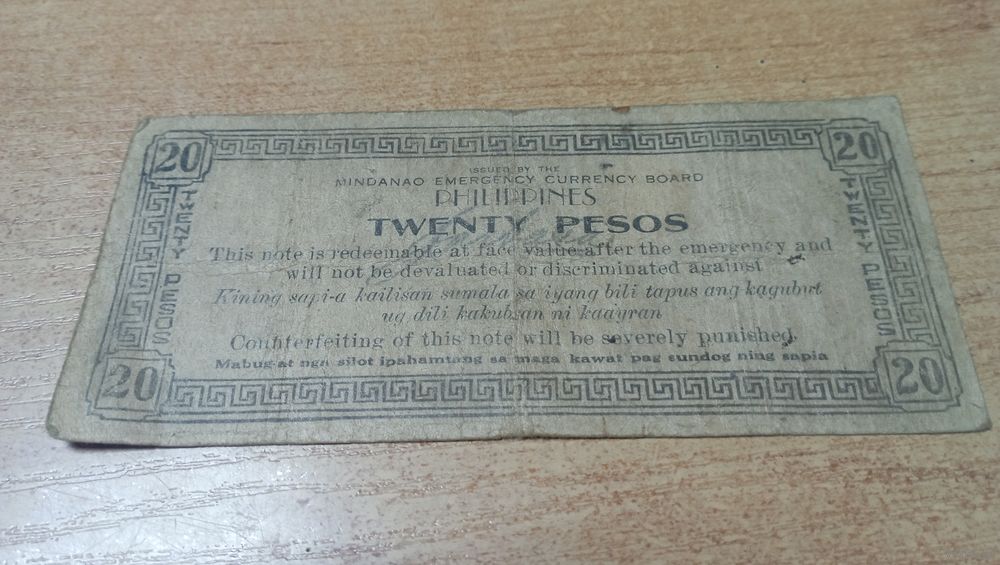 20 20
ISSUED BY THE
MINDANAO EMERGENCY CURRENCY BOARD
PHILIPPINES
TWENTY PESOS
This note is redeemable at face value after the emergency and
will not be devaluated or discriminated against
Kining sapi-a kailisan sumala sa iyang bili tapus ang kagubut
ug dili kakubsan ni kaayran
Counterfeiting of this note will be severely punished.
Mabug-at nga silot ipahamtang sa maga kawat pag sundog ning sapia
TWENTY PESOS
TWENTY PESOS
20 20